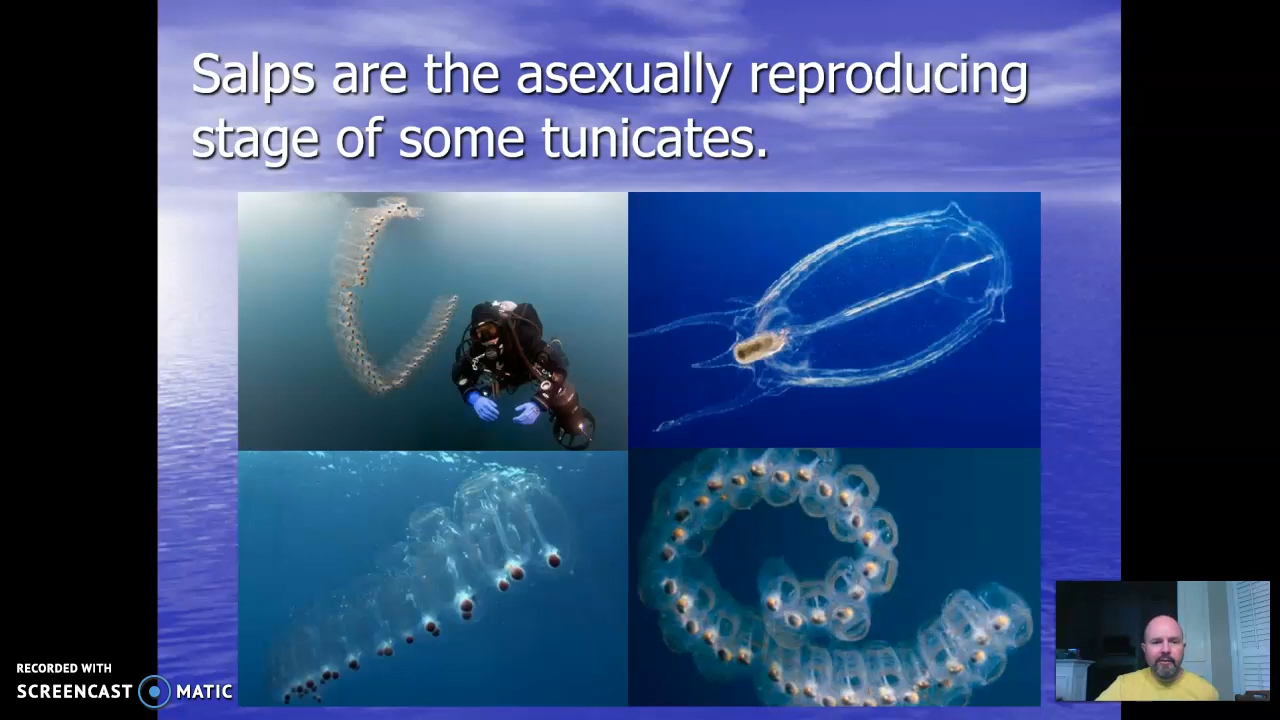 Salps are the asexually reproducing
stage of some tunicates.
RECORDED WITH
SCREENCAST MATIC